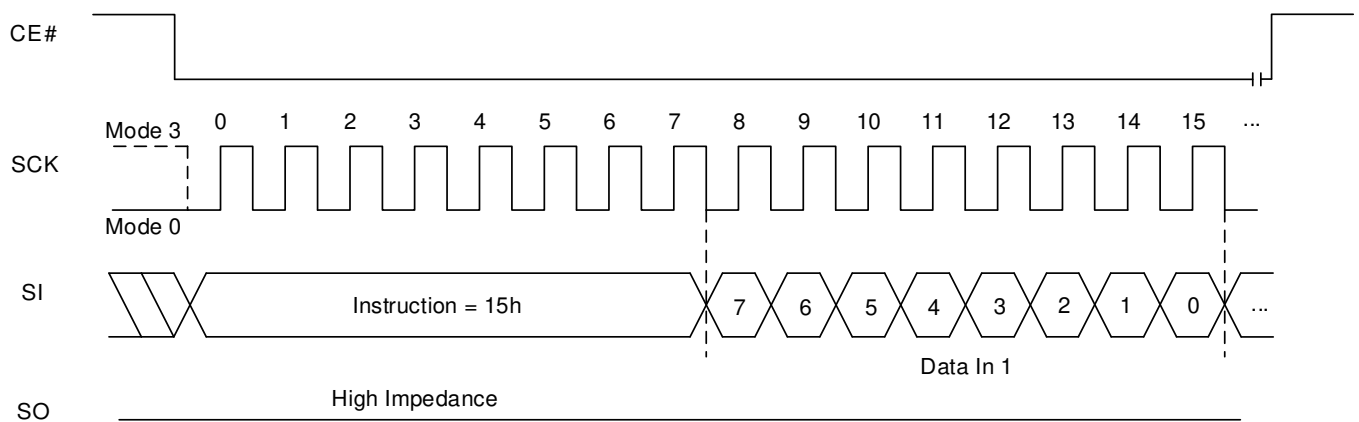 CE#
Mode 3 0 1 2 3 4 5 6 7 8 9 10 11 12 13 14 15 ...
SCK
Mode 0
SI Instruction = 15h 7 6 5 4 3 2 1 0 ...
Data In 1
High Impedance
SO